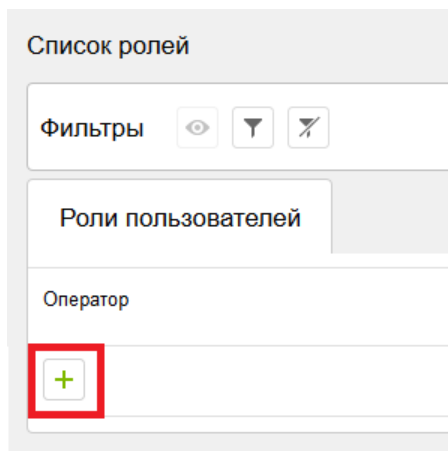 Список ролей
Фильтры
Роли пользователей
Оператор